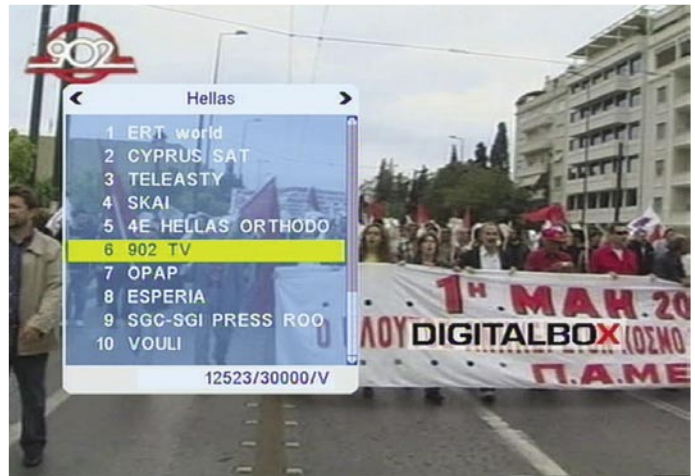 902
Hellas
1 ERT world
2 CYPRUS SAT
3 TELEASTY
4 SKAI
5 4E HELLAS ORTHODO
6 902 TV
7 OPAP
8 ESPERIA
9 SGC-SGI PRESS ROO
10 VOULI
12523/30000/V
1Η ΜΑΗ 20
DIGITALBOX
Π.Α.ΜΕ